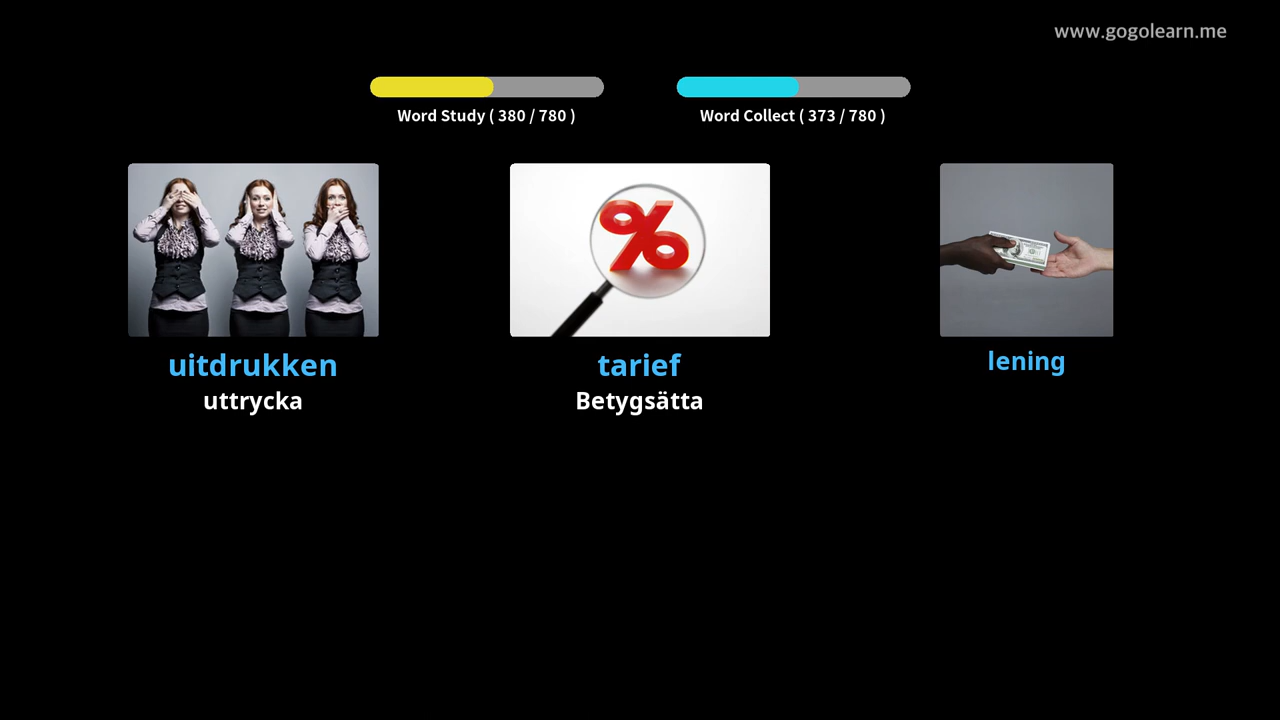 www.gogolearn.me
Word Study ( 380 / 780 )
Word Collect ( 373 / 780 )
uitdrukken
uttrycka
tarief
Betygsätta
lening